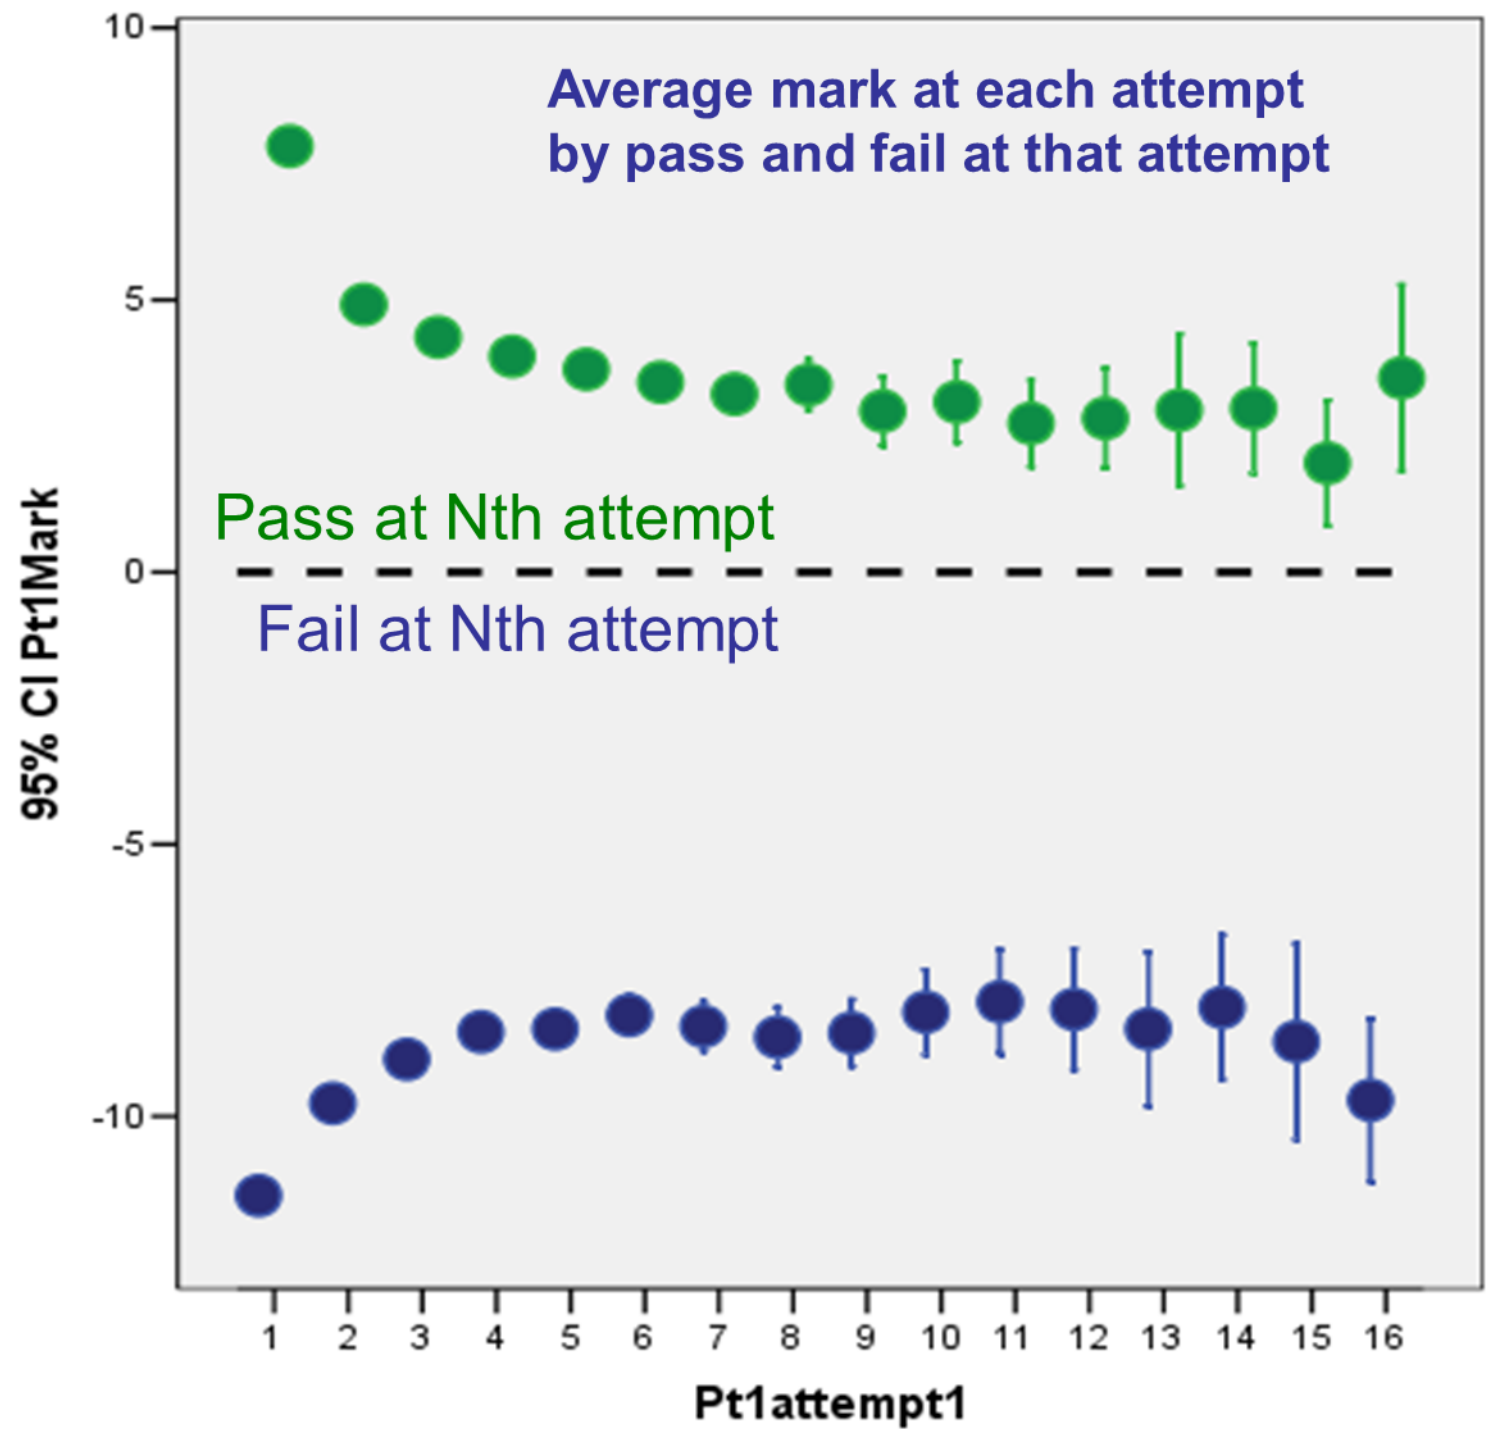 10
Average mark at each attempt
by pass and fail at that attempt
5
Pass at Nth attempt
0
Fail at Nth attempt
-5
-10
95% CI Pt1Mark
1 2 3 4 5 6 7 8 9 10 11 12 13 14 15 16
Pt1attempt1